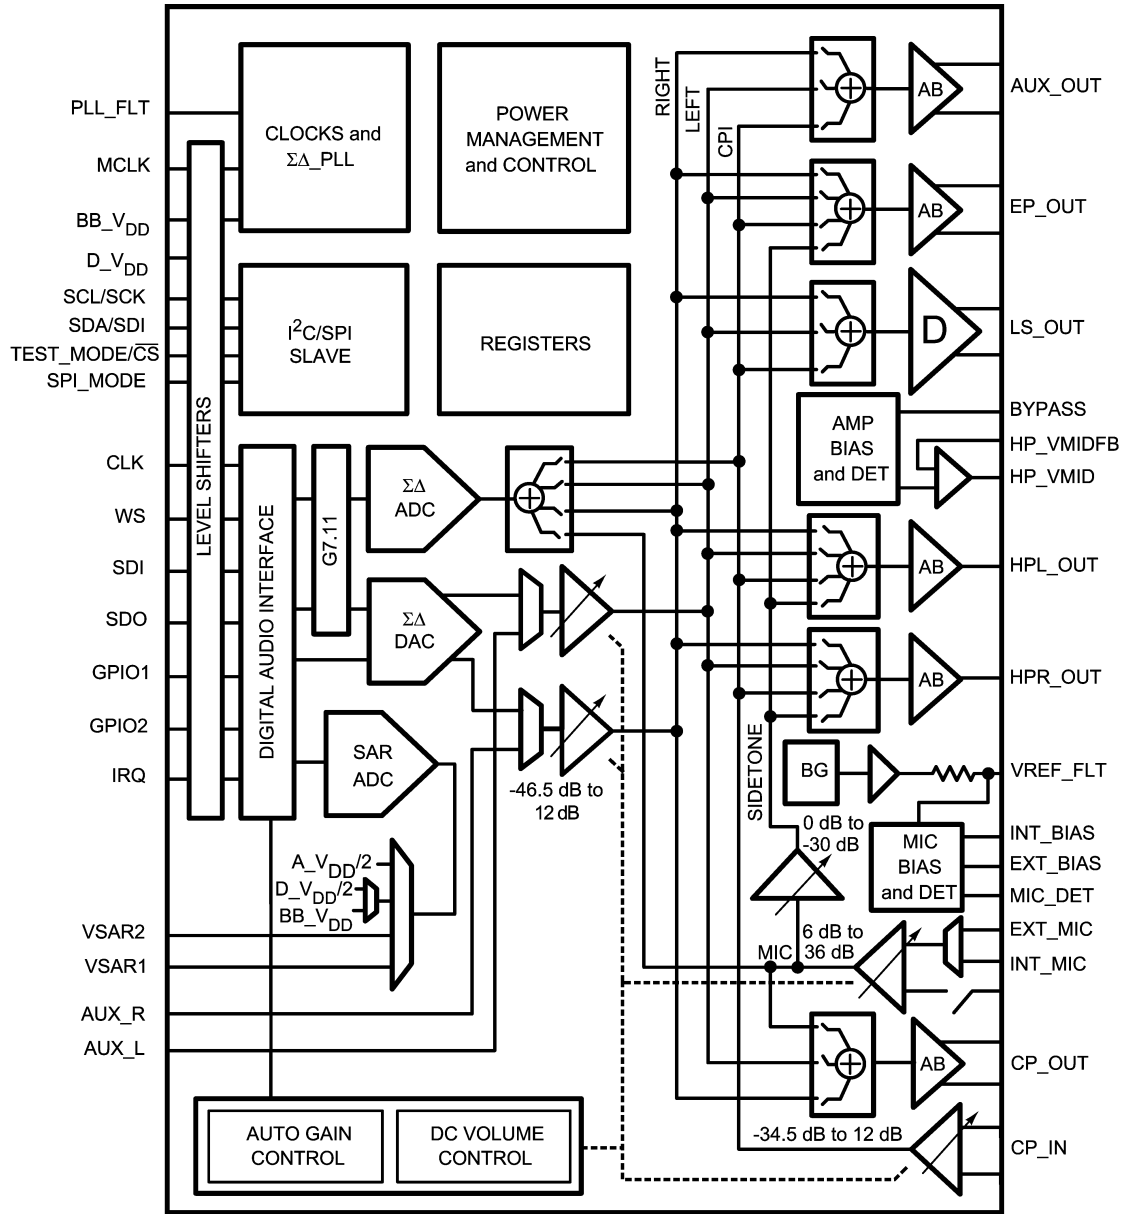 PLL_FLT
MCLK
BB_VDD
D_VDD
SCL/SCK
SDA/SDI
TEST_MODE/C̅S̅
SPI_MODE
CLK
WS
SDI
SDO
GPIO1
GPIO2
IRQ
VSAR2
VSAR1
AUX_R
AUX_L
LEVEL SHIFTERS
CLOCKS and
ΣΔ_PLL
POWER
MANAGEMENT
and CONTROL
I2C/SPI
SLAVE
REGISTERS
DIGITAL AUDIO INTERFACE
G7.11
ΣΔ
ADC
ΣΔ
DAC
SAR
ADC
A_VDD/2
D_VDD/2
BB_VDD
-46.5 dB to
12 dB
AUTO GAIN
CONTROL
DC VOLUME
CONTROL
RIGHT
LEFT
CPI
SIDETONE
AB
AB
D
AMP
BIAS
and DET
AB
AB
BG
0 dB to
-30 dB
MIC
BIAS
and DET
6 dB to
36 dB
MIC
AB
-34.5 dB to 12 dB
AUX_OUT
EP_OUT
LS_OUT
BYPASS
HP_VMIDFB
HP_VMID
HPL_OUT
HPR_OUT
VREF_FLT
INT_BIAS
EXT_BIAS
MIC_DET
EXT_MIC
INT_MIC
CP_OUT
CP_IN